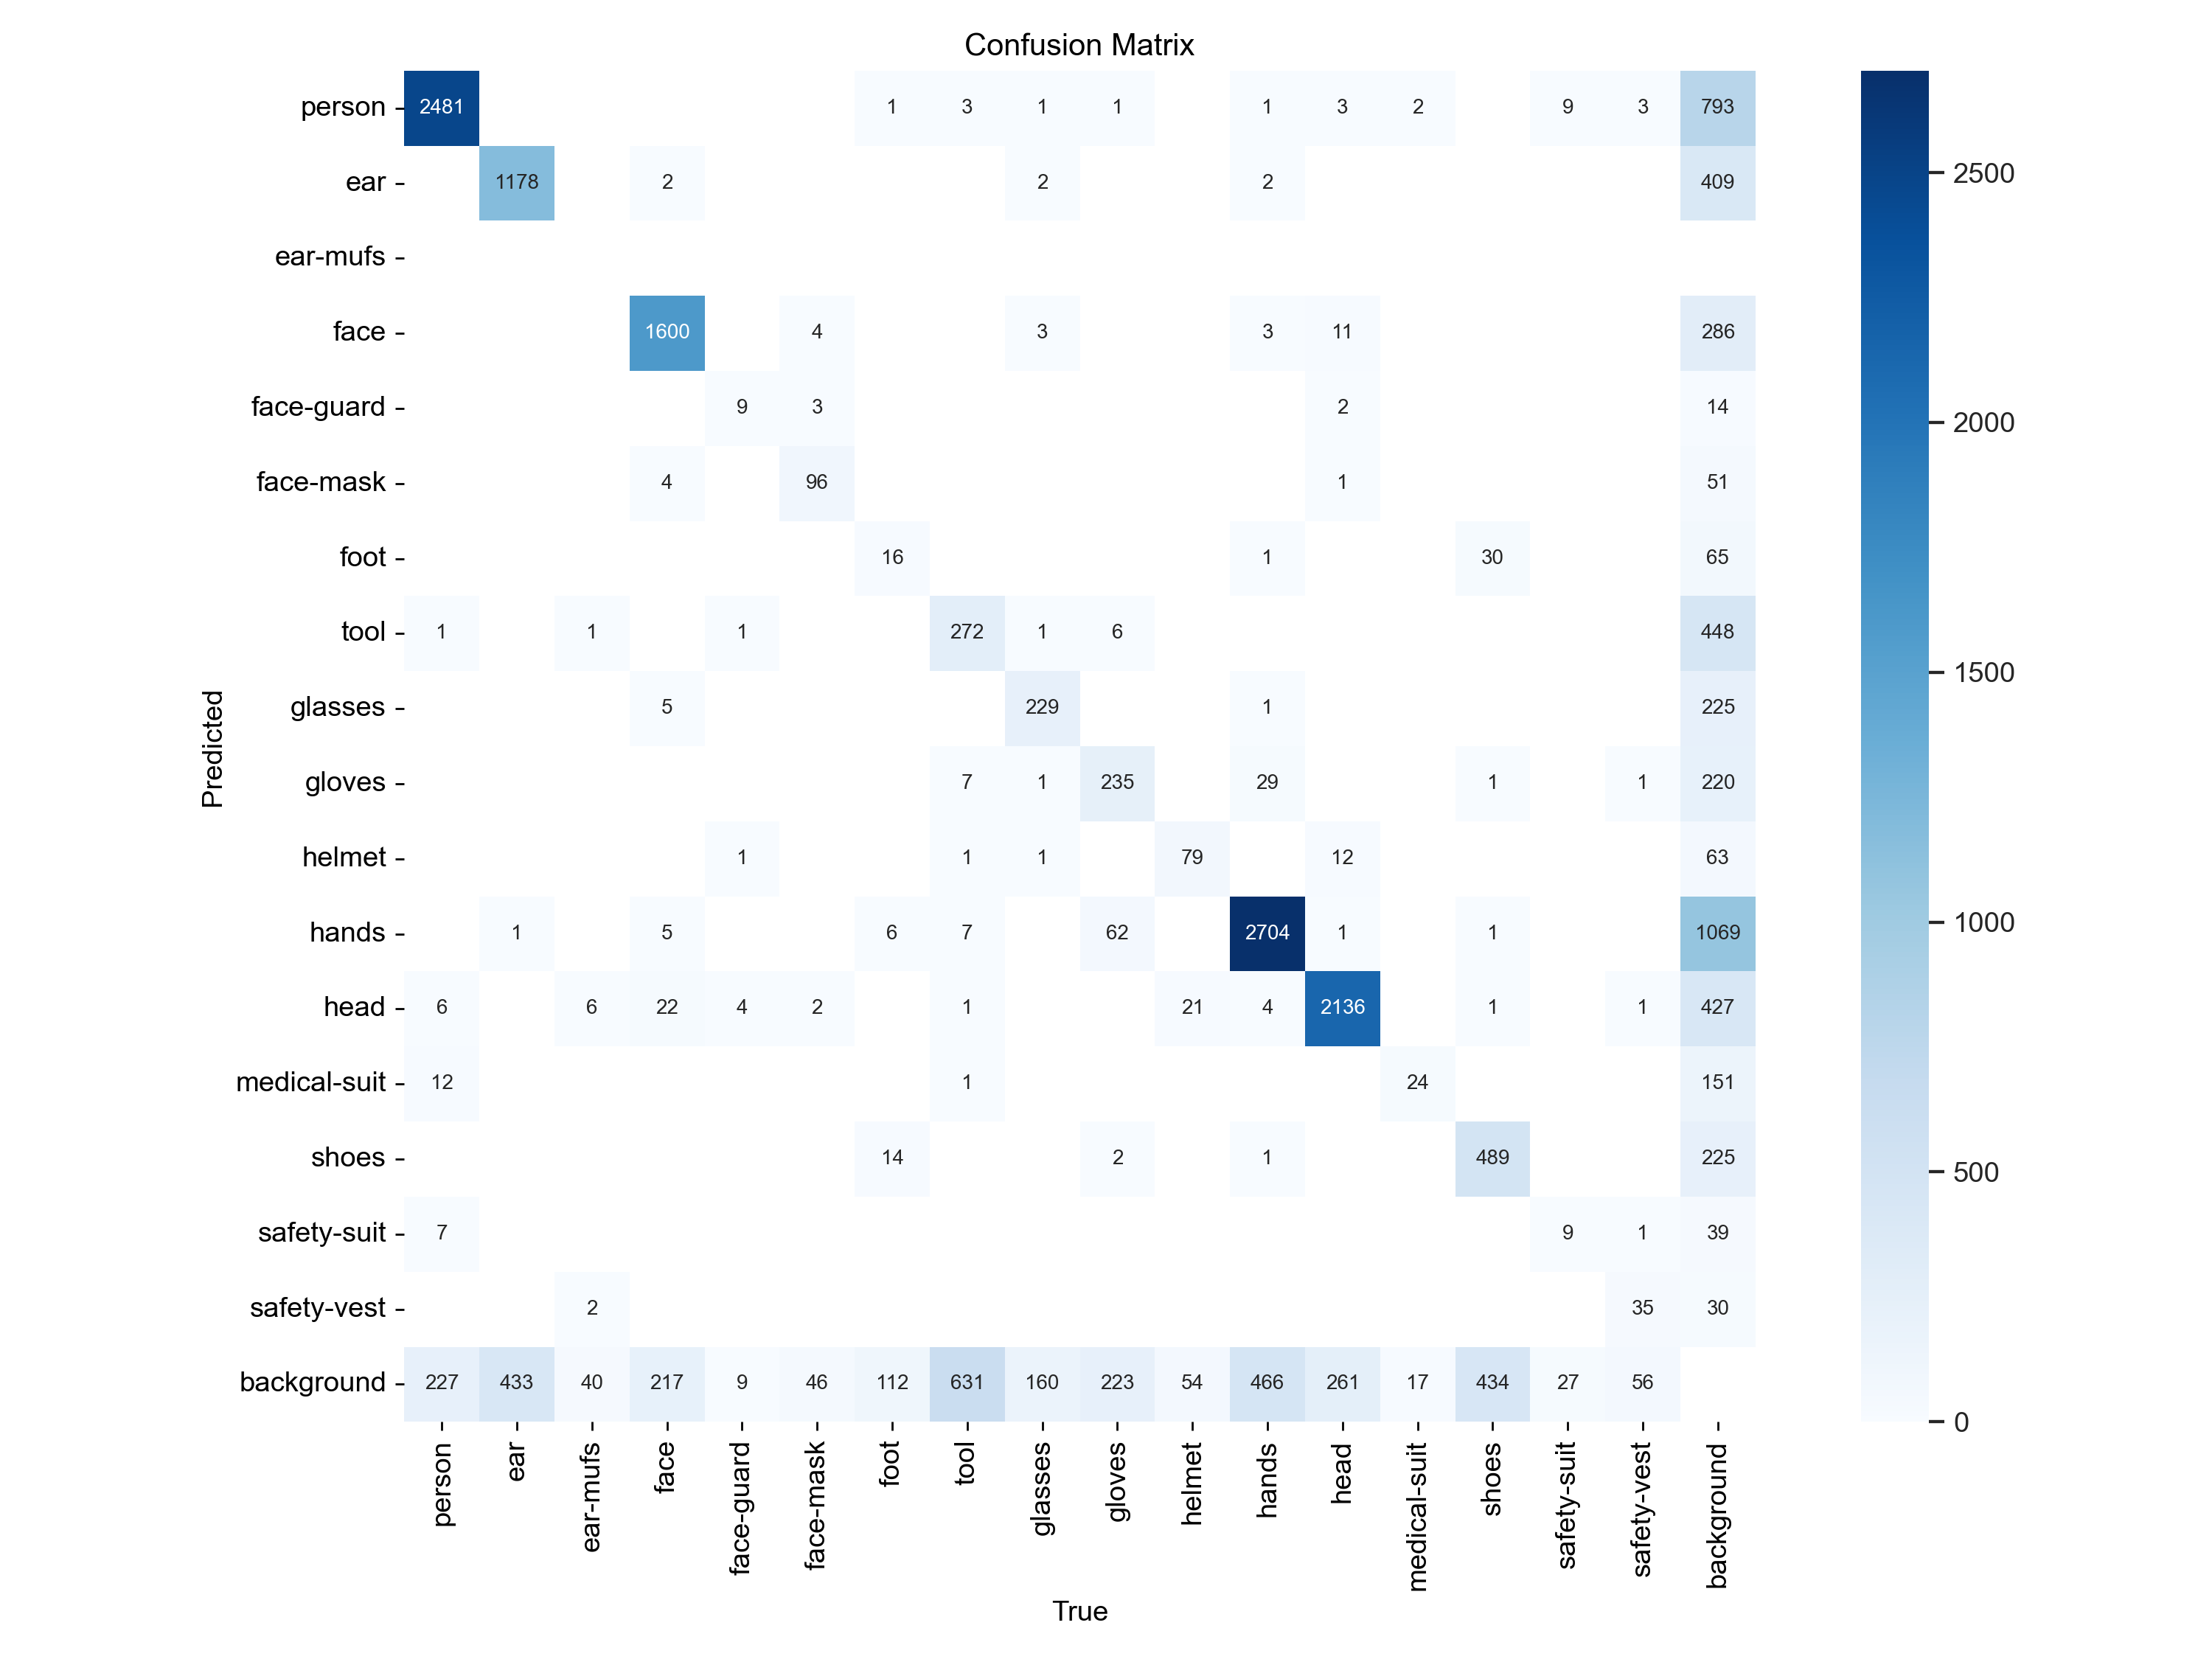 Confusion Matrix
person 2481 1 3 1 1 1 3 2 9 3 793
ear 1178 2 2 2 409
ear-mufs
face 1600 4 3 3 11 286
face-guard 9 3 2 14
face-mask 4 96 1 51
foot 16 1 30 65
tool 1 1 1 272 1 6 448
glasses 5 229 1 225
gloves 7 1 235 29 1 1 220
helmet 1 1 1 79 12 63
hands 1 5 6 7 62 2704 1 1 1069
head 6 6 22 4 2 1 21 4 2136 1 1 427
medical-suit 12 1 24 151
shoes 14 2 1 489 225
safety-suit 7 9 1 39
safety-vest 2 35 30
background 227 433 40 217 9 46 112 631 160 223 54 466 261 17 434 27 56
person ear ear-mufs face face-guard face-mask foot tool glasses gloves helmet hands head medical-suit shoes safety-suit safety-vest background
True
Predicted
2500
2000
1500
1000
500
0